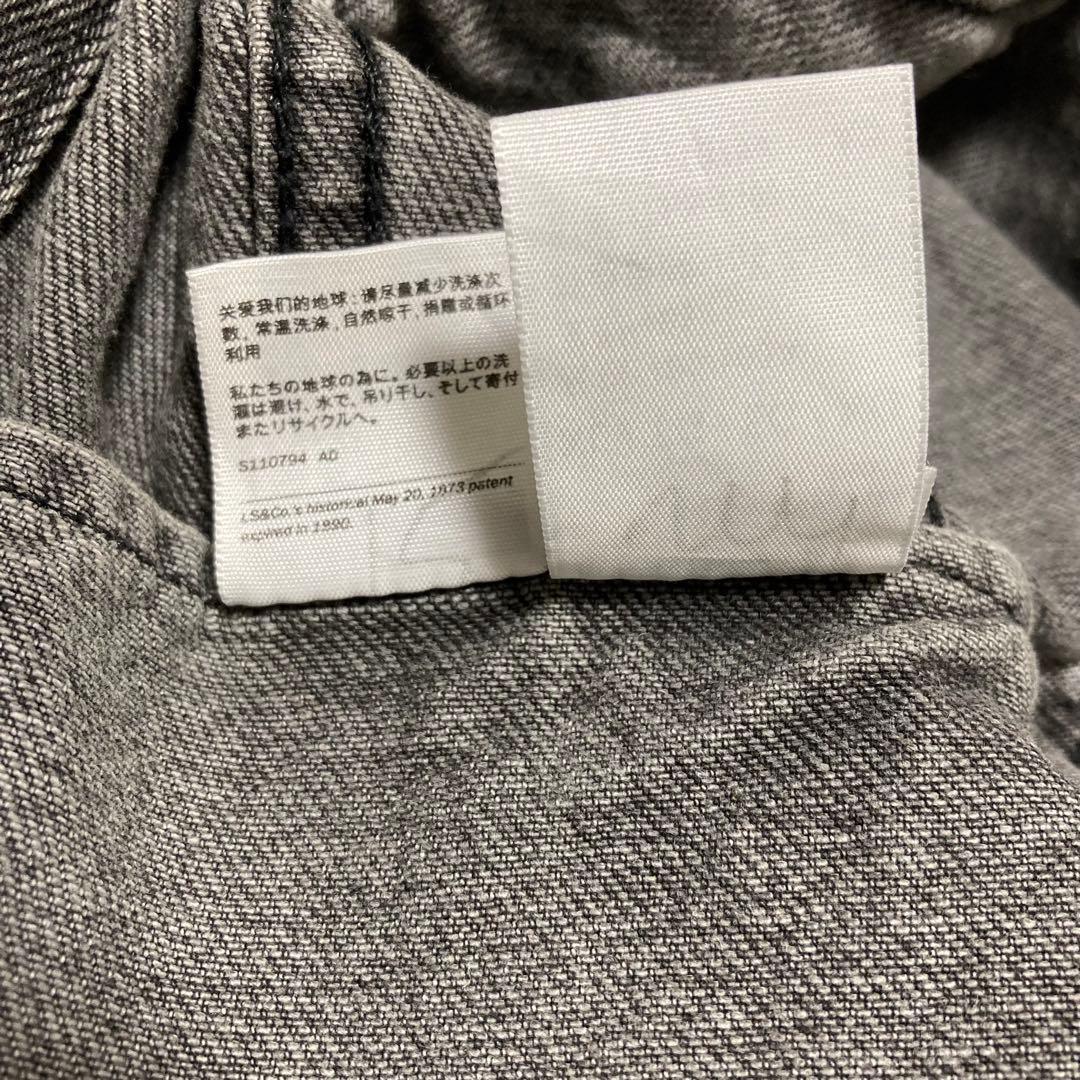 关爱我们的地球：请尽量减少洗涤次
数，常温洗涤，自然晾干，捐赠或循环
利用
私たちの地球の為に。必要以上の洗
濯は避け、水で、吊り干し、そして寄付
またリサイクルへ。
S110794 AD
LS&Co.'s historical May 20, 1873 patent
expired in 1890.